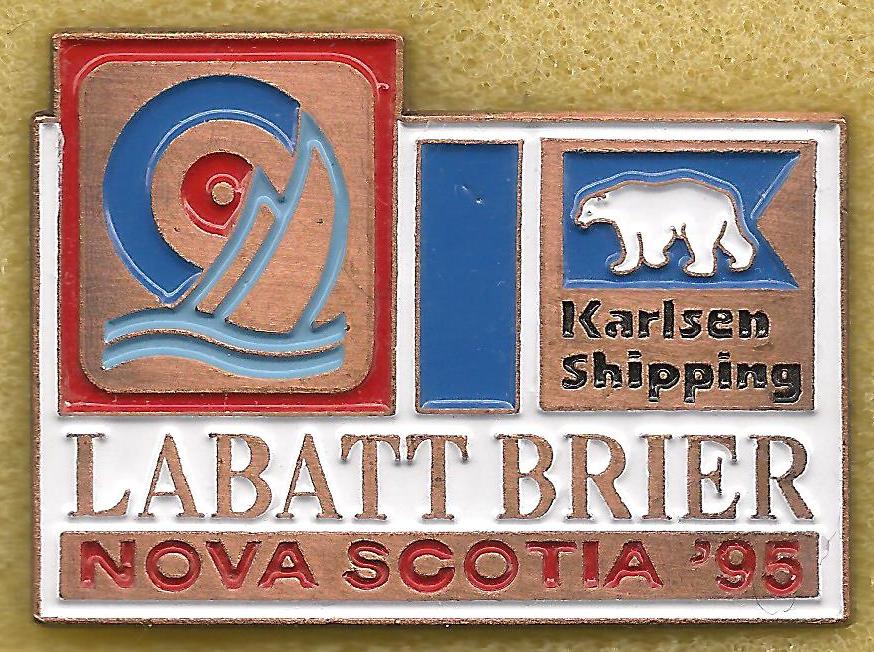 Karlsen
Shipping
LABATT BRIER
NOVA SCOTIA '95